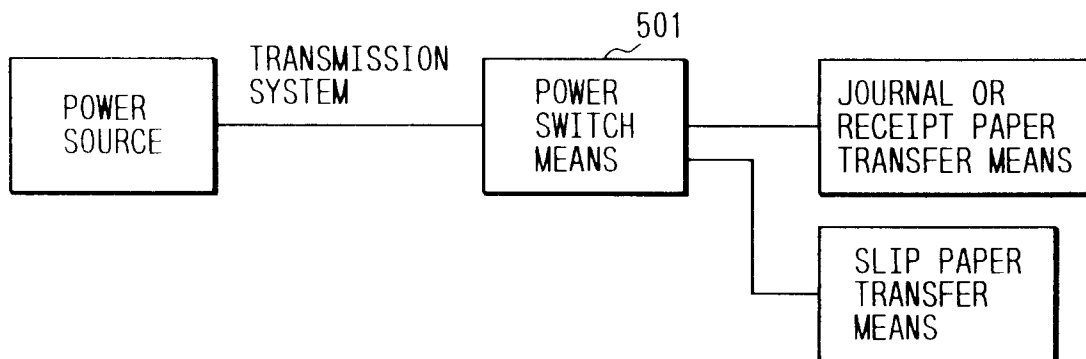 501
TRANSMISSION
SYSTEM
POWER
SOURCE
POWER
SWITCH
MEANS
JOURNAL OR
RECEIPT PAPER
TRANSFER MEANS
SLIP PAPER
TRANSFER
MEANS